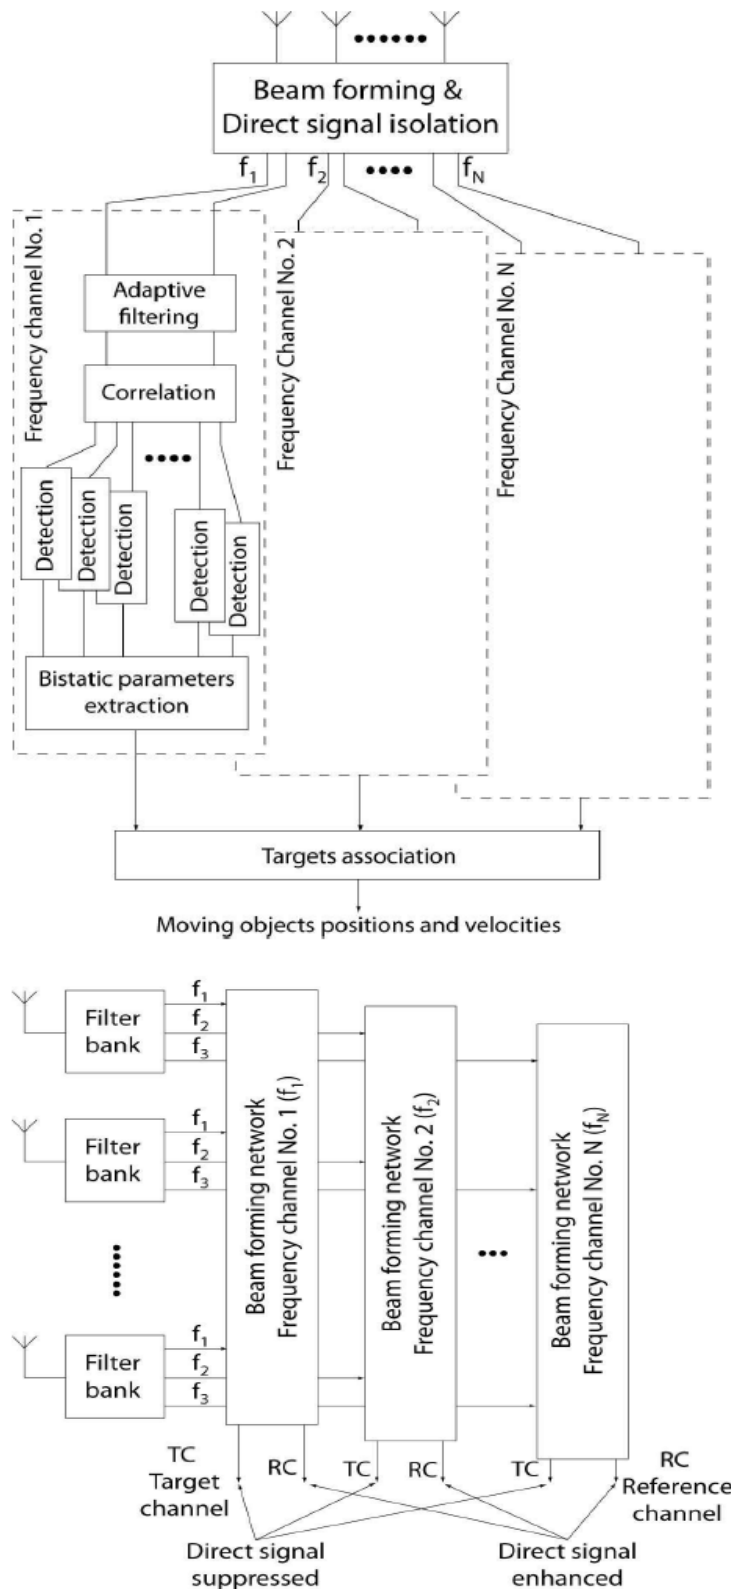 Beam forming &
Direct signal isolation
f1
f2
fN
Frequency channel No. 1
Frequency Channel No. 2
Frequency Channel No. N
Adaptive
filtering
Correlation
Detection
Detection
Detection
Detection
Detection
Bistatic parameters
extraction
Targets association
Moving objects positions and velocities
Filter
bank
f1
f2
f3
Filter
bank
f1
f2
f3
Filter
bank
f1
f2
f3
Beam forming network
Frequency channel No. 1 (f1)
Beam forming network
Frequency channel No. 2 (f2)
Beam forming network
Frequency channel No. N (fN)
TC
Target
channel
RC
TC
RC
TC
RC
Reference
channel
Direct signal
suppressed
Direct signal
enhanced